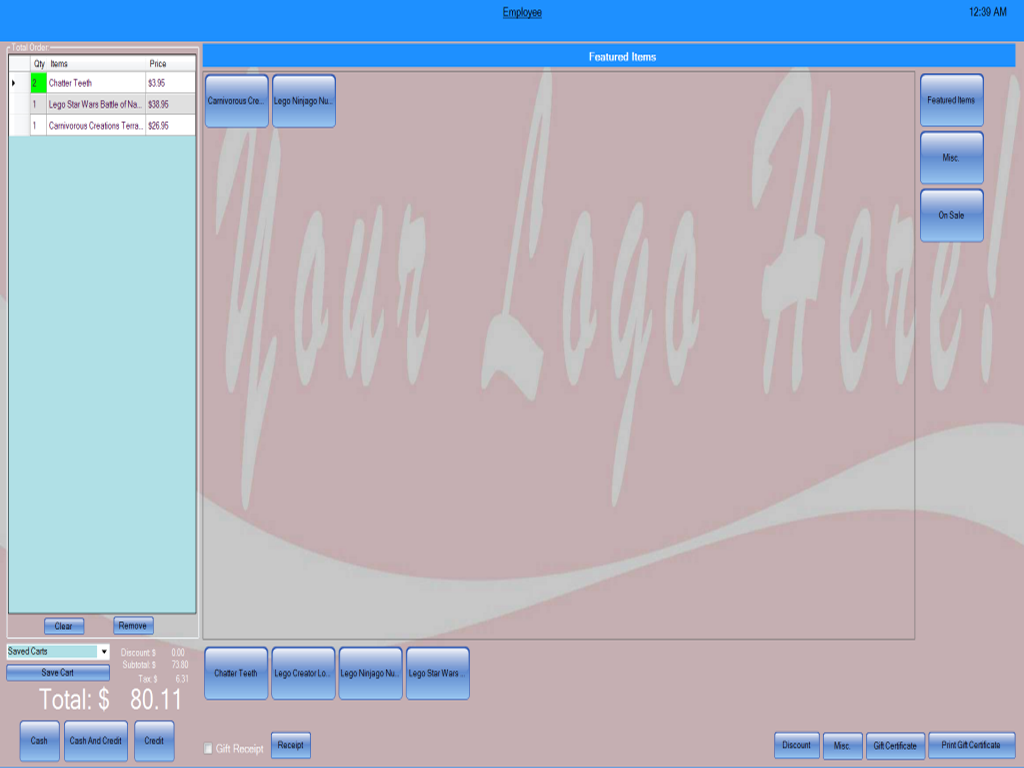 Employee
12:39 AM
Total Order:
Featured Items
Qty Items Price
2 Chatter Teeth $3.95
1 Lego Star Wars Battle of Na... $38.95
1 Carnivorous Creations Terra... $26.95
Carnivorous Cre...
Lego Ninjago Nu...
Featured Items
Misc.
On Sale
Your Logo Here!
Clear
Remove
Saved Carts
Save Cart
Discount $ 0.00
Subtotal $ 73.80
Tax $ 6.31
Total: $ 80.11
Chatter Teeth
Lego Creator Lo...
Lego Ninjago Nu...
Lego Star Wars ...
Cash
Cash And Credit
Credit
Gift Receipt
Receipt
Discount
Misc.
Gift Certificate
Print Gift Certificate